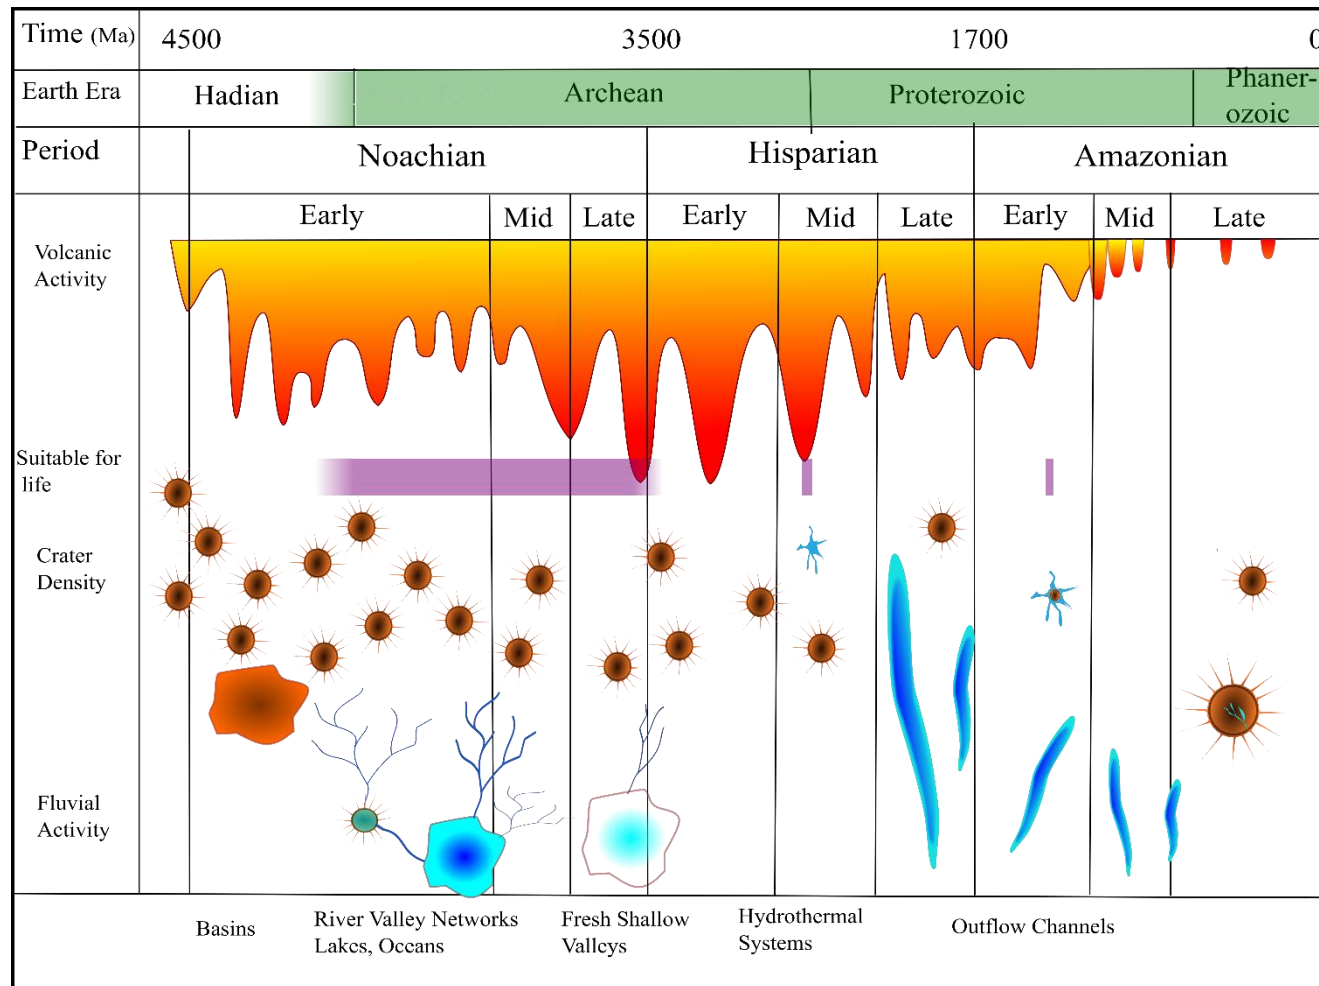 Time (Ma) 4500 3500 1700 0
Earth Era Hadian Archean Proterozoic Phaner-
ozoic
Period Noachian Hisparian Amazonian
Early Mid Late Early Mid Late Early Mid Late
Volcanic
Activity
Suitable for
life
Crater
Density
Fluvial
Activity
Basins
River Valley Networks
Lakes, Oceans
Fresh Shallow
Valleys
Hydrothermal
Systems
Outflow Channels